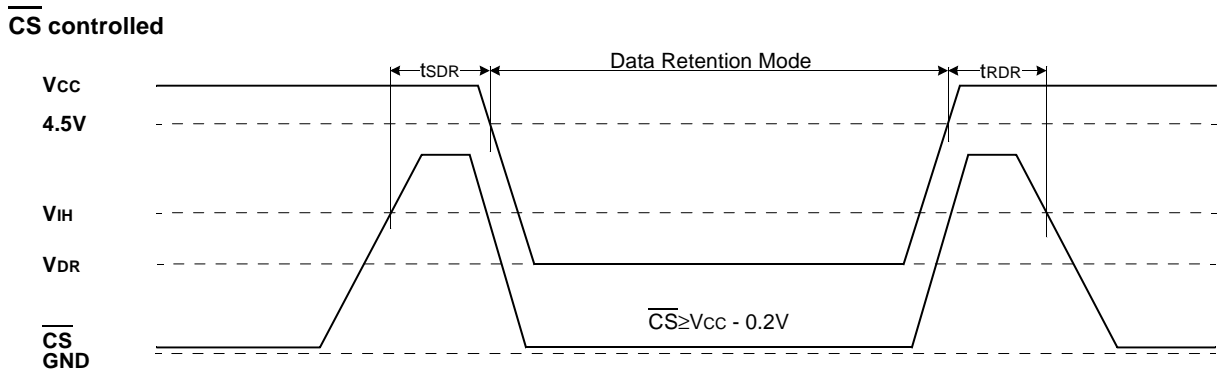 CS controlled
tSDR
Data Retention Mode
tRDR
VCC
4.5V
VIH
VDR
CS≥VCC - 0.2V
CS
GND